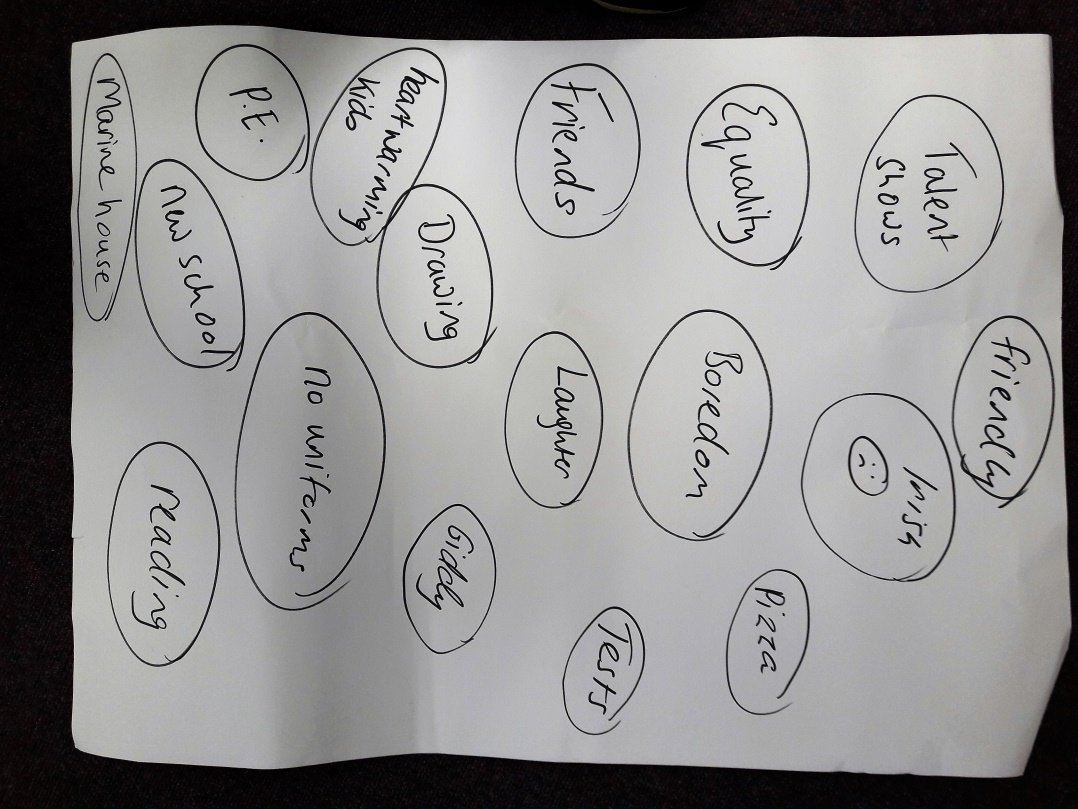 Talent
shows
friendly
Irish
Equality
Boredom
Pizza
Friends
Laughter
Tests
heartwarming
kids
Drawing
Giddy
P.E.
no uniforms
new school
reading
Marine house